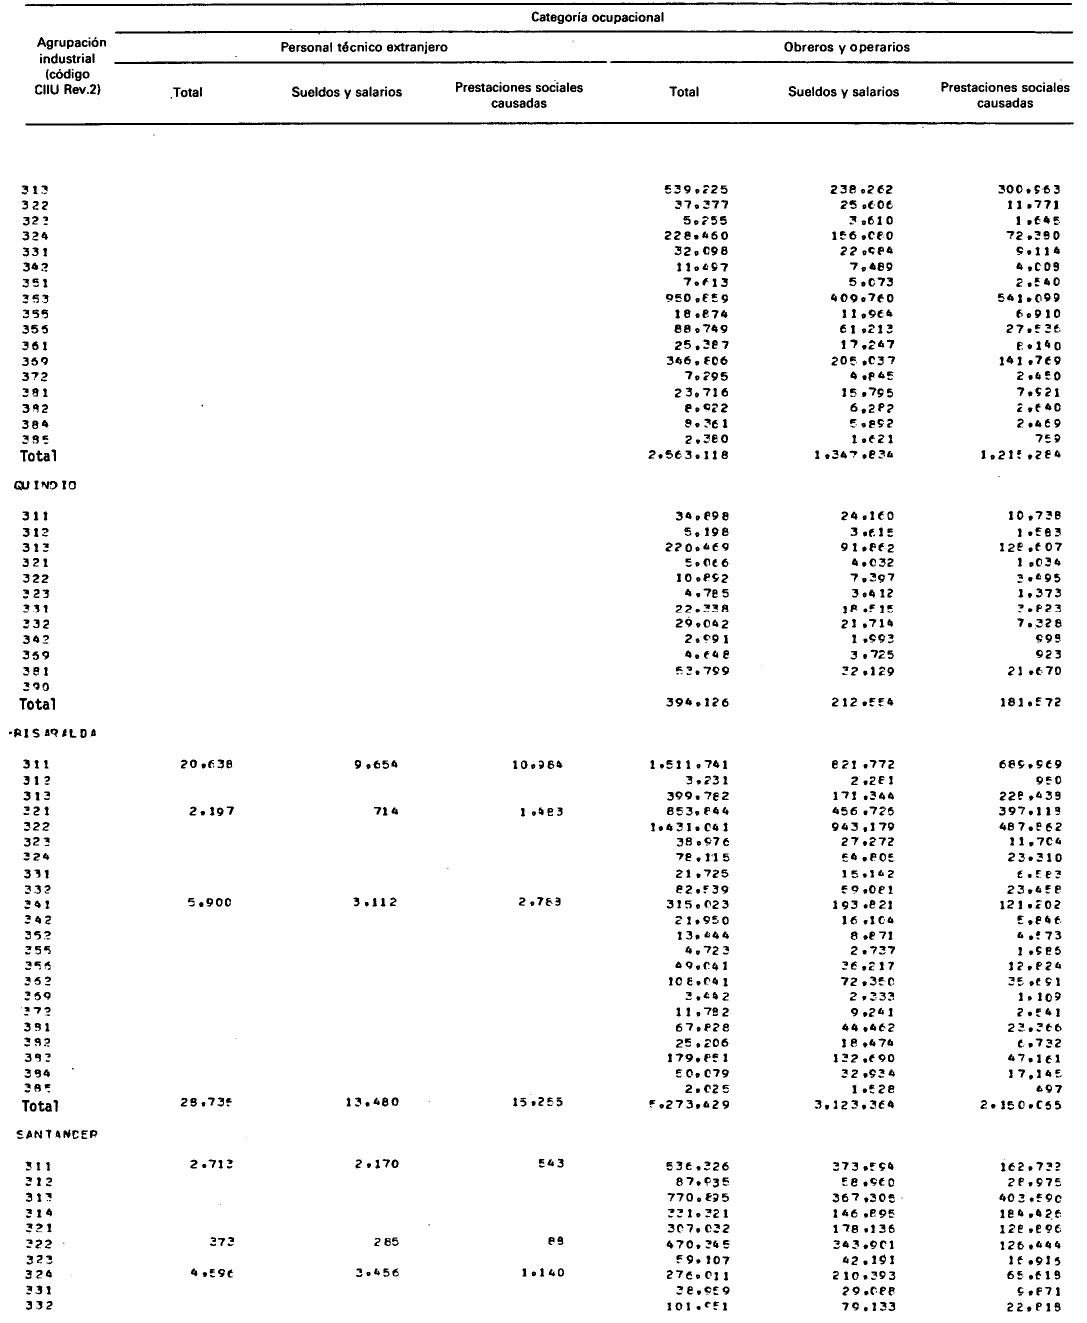 Categoría ocupacional
Agrupación industrial (código CIIU Rev.2) Personal técnico extranjero Obreros y operarios
Total Sueldos y salarios Prestaciones sociales causadas Total Sueldos y salarios Prestaciones sociales causadas
313 539.225 238.262 300.963
322 37.377 25.606 11.771
323 5.255 3.610 1.645
324 228.460 156.080 72.380
331 32.098 22.984 9.114
342 11.497 7.489 4.008
351 7.613 5.073 2.540
353 950.859 409.760 541.099
355 18.874 11.964 6.910
356 88.749 61.213 27.536
361 25.387 17.247 8.140
369 346.806 205.037 141.769
372 7.295 4.845 2.450
381 23.716 15.795 7.921
382 8.922 6.282 2.640
384 8.361 5.892 2.469
385 2.380 1.621 759
Total 2.563.118 1.347.834 1.215.284
QUINDIO
311 34.898 24.160 10.738
312 5.198 3.615 1.583
313 220.469 91.862 128.607
321 5.066 4.032 1.034
322 10.892 7.397 3.495
323 4.785 3.412 1.373
331 22.338 18.515 3.823
332 29.042 21.714 7.328
342 2.991 1.993 998
369 4.648 3.725 923
381 53.799 32.129 21.670
390
Total 394.126 212.554 181.572
RISARALDA
311 20.638 9.654 10.984 1.511.741 821.772 689.969
312 3.231 2.281 950
313 399.782 171.344 228.438
321 2.197 714 1.483 853.844 456.726 397.118
322 1.431.041 943.179 487.862
323 38.976 27.272 11.704
324 78.115 54.805 23.310
331 21.725 15.142 6.583
332 82.539 59.081 23.458
341 5.900 3.112 2.788 315.023 193.821 121.202
342 21.950 16.104 5.846
352 13.444 8.871 4.573
355 4.723 2.737 1.986
356 49.041 36.217 12.824
362 108.041 72.350 35.691
369 3.442 2.333 1.109
372 11.782 9.241 2.541
381 67.828 44.462 23.366
382 25.206 18.474 6.732
383 179.851 132.690 47.161
384 50.079 32.934 17.145
385 2.025 1.528 497
Total 28.735 13.480 15.255 5.273.429 3.123.364 2.150.065
SANTANDER
311 2.713 2.170 543 536.326 373.594 162.732
312 87.935 58.960 28.975
313 770.895 367.305 403.590
314 331.321 146.895 184.426
321 307.032 178.136 128.896
322 373 285 88 470.345 343.901 126.444
323 59.107 42.191 16.916
324 4.596 3.456 1.140 276.011 210.393 65.618
331 38.959 29.088 9.871
332 101.951 79.133 22.818